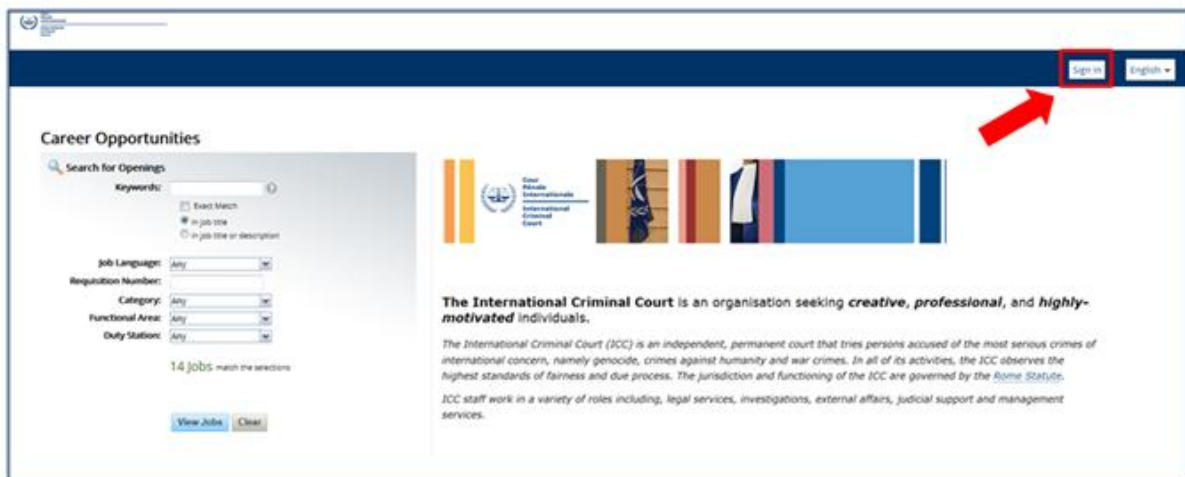 Sign in
English
Career Opportunities
Search for Openings
Keywords:
Exact Match
in job title
in job title or description
Job Language: Any
Requisition Number:
Category: Any
Functional Area: Any
Duty Station: Any
14 Jobs match the selections
View Jobs Clear
Cour
Pénale
Internationale
International
Criminal
Court
The International Criminal Court is an organisation seeking creative, professional, and highly-
motivated individuals.
The International Criminal Court (ICC) is an independent, permanent court that tries persons accused of the most serious crimes of
international concern, namely genocide, crimes against humanity and war crimes. In all of its activities, the ICC observes the
highest standards of fairness and due process. The jurisdiction and functioning of the ICC are governed by the Rome Statute.
ICC staff work in a variety of roles including, legal services, investigations, external affairs, judicial support and management
services.